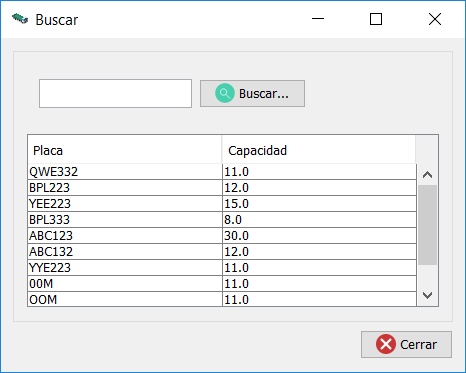 Buscar
Buscar...
Placa Capacidad
QWE332 11.0
BPL223 12.0
YEE223 15.0
BPL333 8.0
ABC123 30.0
ABC132 12.0
YYE223 11.0
00M 11.0
OOM 11.0
Cerrar